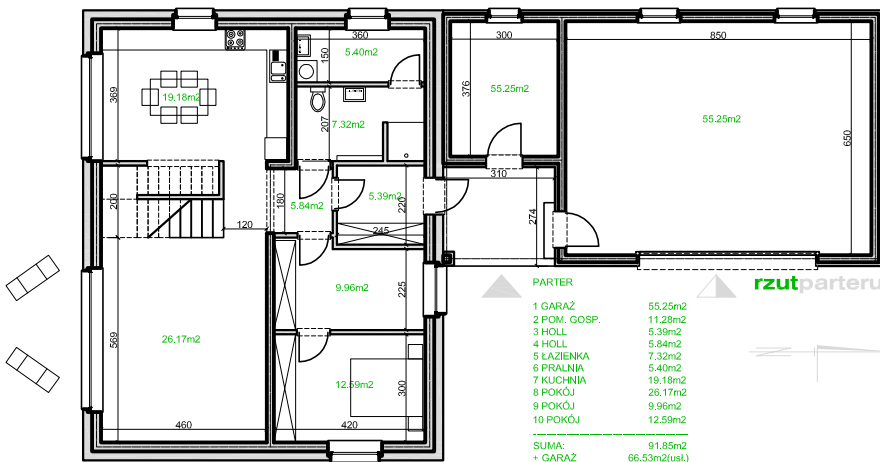 360
300
850
5.40m2
150
369
19.18m2
376
55.25m2
55.25m2
650
7.32m2
207
310
200
180
5.84m2
5.39m2
220
274
120
245
PARTER
rzutparteru
9.96m2
225
1 GARAŻ 55.25m2
2 POM. GOSP. 11.28m2
3 HOLL 5.39m2
4 HOLL 5.84m2
5 ŁAZIENKA 7.32m2
6 PRALNIA 5.40m2
7 KUCHNIA 19.18m2
8 POKÓJ 26.17m2
9 POKÓJ 9.96m2
10 POKÓJ 12.59m2
569
26.17m2
12.59m2
300
460
420
SUMA: 91.85m2
+ GARAŻ 66.53m2(usł.)